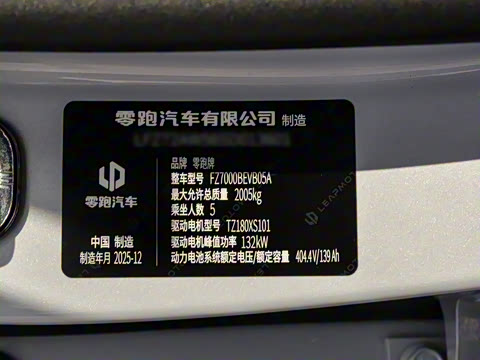 零跑汽车有限公司 制造
零跑汽车
中国 制造
制造年月 2025-12
品牌 零跑牌
整车型号 FZ7000BEVB05A
最大允许总质量 2005kg
乘坐人数 5
驱动电机型号 TZ180XS101
驱动电机峰值功率 132kW
动力电池系统额定电压/额定容量 404.4V/139Ah
LEAPMOTOR